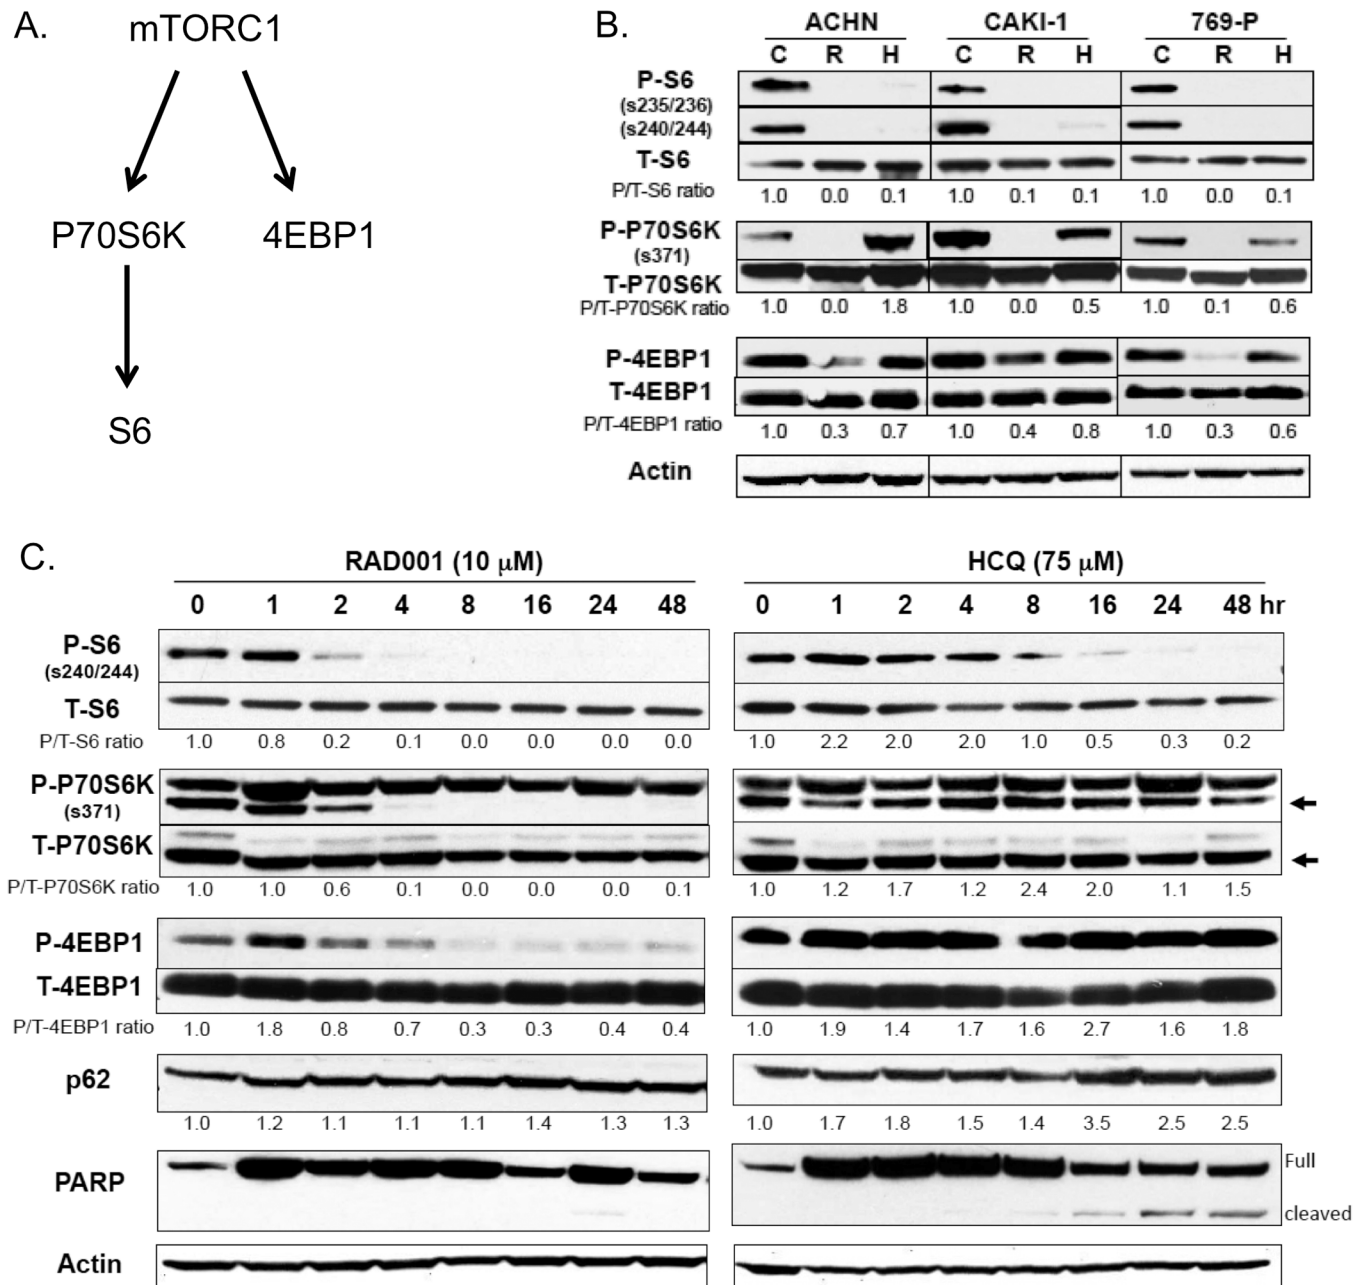 A.
mTORC1
P70S6K 4EBP1
S6
B.
ACHN CAKI-1 769-P
C R H C R H C R H
P-S6
(s235/236)
(s240/244)
T-S6
P/T-S6 ratio 1.0 0.0 0.1 1.0 0.1 0.1 1.0 0.0 0.1
P-P70S6K
(s371)
T-P70S6K
P/T-P70S6K ratio 1.0 0.0 1.8 1.0 0.0 0.5 1.0 0.1 0.6
P-4EBP1
T-4EBP1
P/T-4EBP1 ratio 1.0 0.3 0.7 1.0 0.4 0.8 1.0 0.3 0.6
Actin
C.
RAD001 (10 μM) HCQ (75 μM)
0 1 2 4 8 16 24 48 0 1 2 4 8 16 24 48 hr
P-S6
(s240/244)
T-S6
P/T-S6 ratio 1.0 0.8 0.2 0.1 0.0 0.0 0.0 0.0 1.0 2.2 2.0 2.0 1.0 0.5 0.3 0.2
P-P70S6K
(s371)
T-P70S6K
P/T-P70S6K ratio 1.0 1.0 0.6 0.1 0.0 0.0 0.0 0.1 1.0 1.2 1.7 1.2 2.4 2.0 1.1 1.5
P-4EBP1
T-4EBP1
P/T-4EBP1 ratio 1.0 1.8 0.8 0.7 0.3 0.3 0.4 0.4 1.0 1.9 1.4 1.7 1.6 2.7 1.6 1.8
p62
1.0 1.2 1.1 1.1 1.1 1.4 1.3 1.3 1.0 1.7 1.8 1.5 1.4 3.5 2.5 2.5
PARP
Full
cleaved
Actin